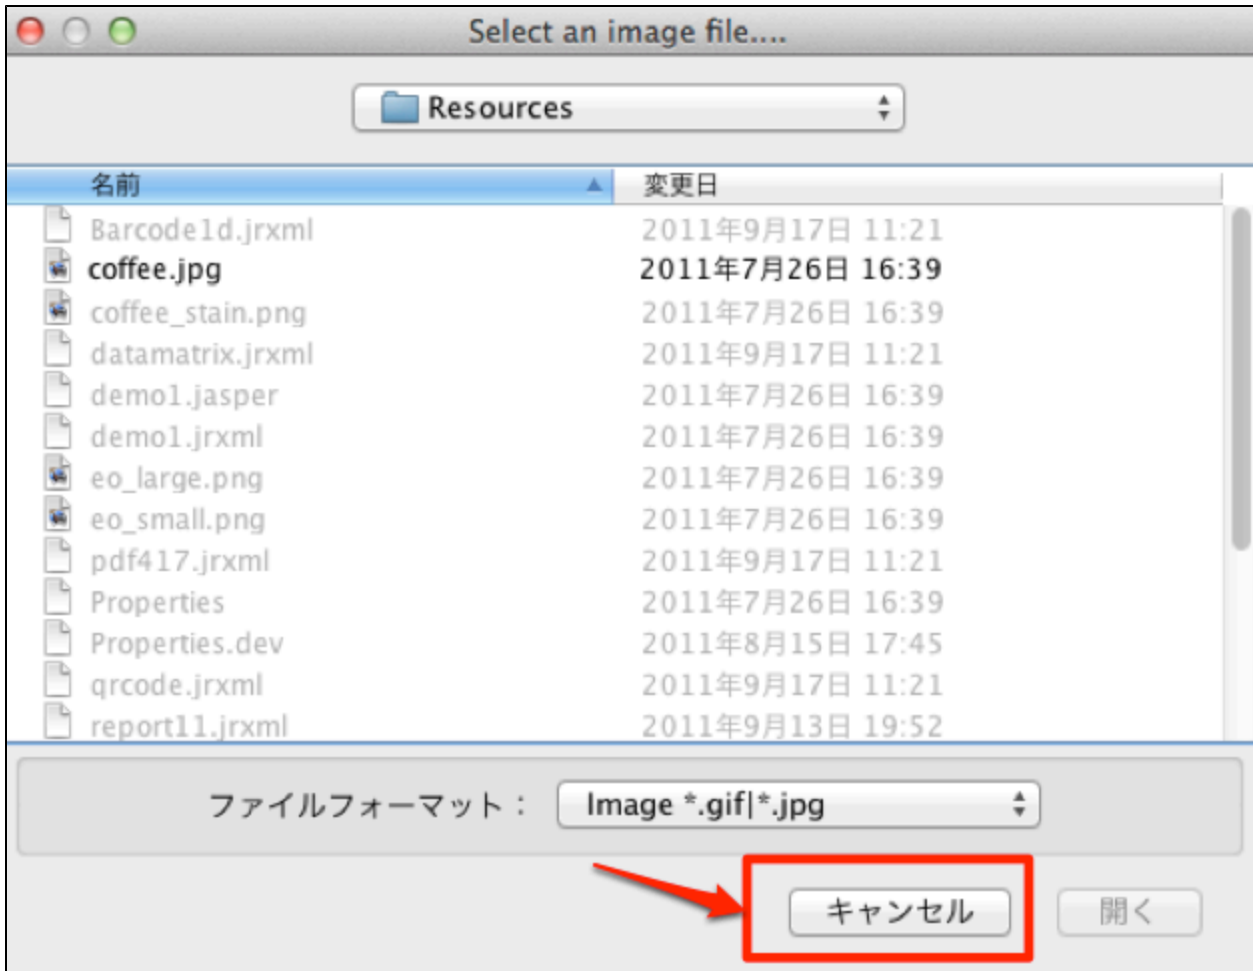 Select an image file....
Resources
名前 変更日
Barcode1d.jrxml 2011年9月17日 11:21
coffee.jpg 2011年7月26日 16:39
coffee_stain.png 2011年7月26日 16:39
datamatrix.jrxml 2011年9月17日 11:21
demo1.jasper 2011年7月26日 16:39
demo1.jrxml 2011年7月26日 16:39
eo_large.png 2011年7月26日 16:39
eo_small.png 2011年7月26日 16:39
pdf417.jrxml 2011年9月17日 11:21
Properties 2011年7月26日 16:39
Properties.dev 2011年8月15日 17:45
qrcode.jrxml 2011年9月17日 11:21
report11.jrxml 2011年9月13日 19:52
ファイルフォーマット： Image *.gif|*.jpg
キャンセル 開く